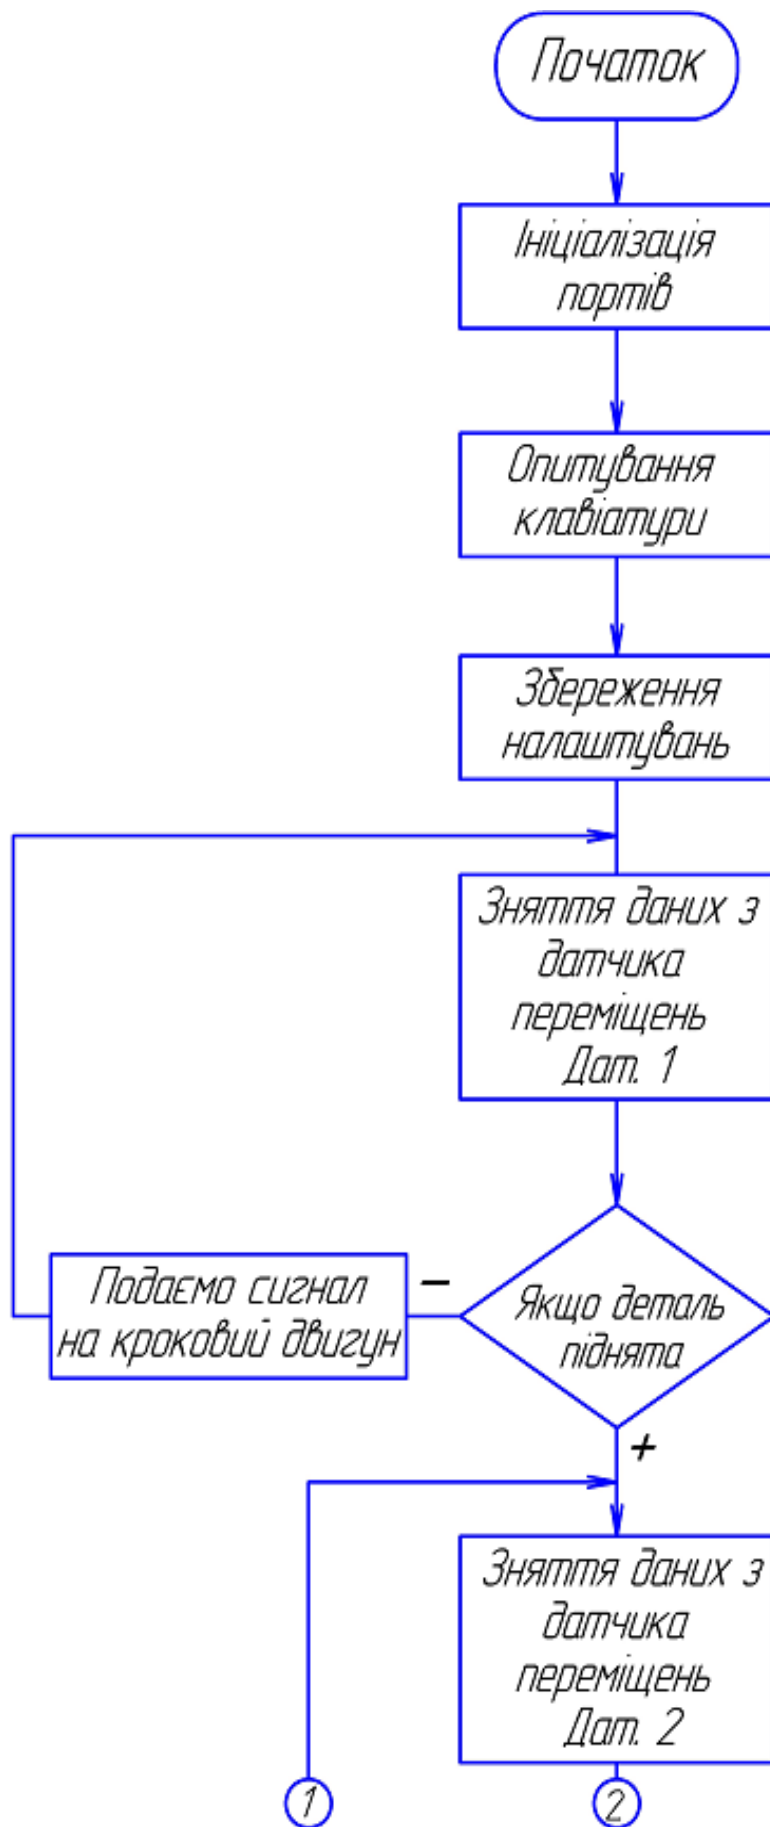 Початок
Ініціалізація
портів
Опитування
клавіатури
Збереження
налаштувань
Зняття даних з
датчика
переміщень
Дат. 1
Подаємо сигнал
на кроковий двигун
–
Якщо деталь
піднята
+
Зняття даних з
датчика
переміщень
Дат. 2
1
2